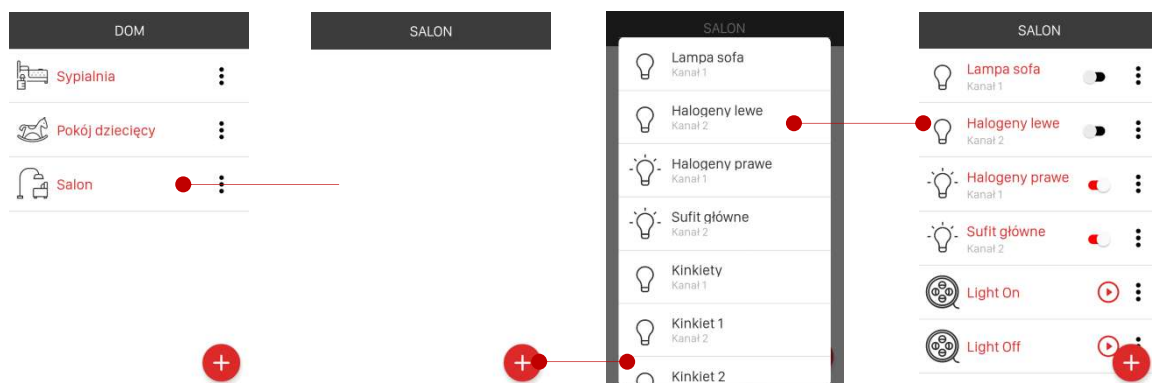 DOM
Sypialnia
Pokój dziecięcy
Salon
SALON
SALON
Lampa sofa
Kanał 1
Halogeny lewe
Kanał 2
Halogeny prawe
Kanał 1
Sufit główne
Kanał 2
Kinkiety
Kanał 1
Kinkiet 1
Kanał 2
Kinkiet 2
SALON
Lampa sofa
Kanał 1
Halogeny lewe
Kanał 2
Halogeny prawe
Kanał 1
Sufit główne
Kanał 2
Light On
Light Off